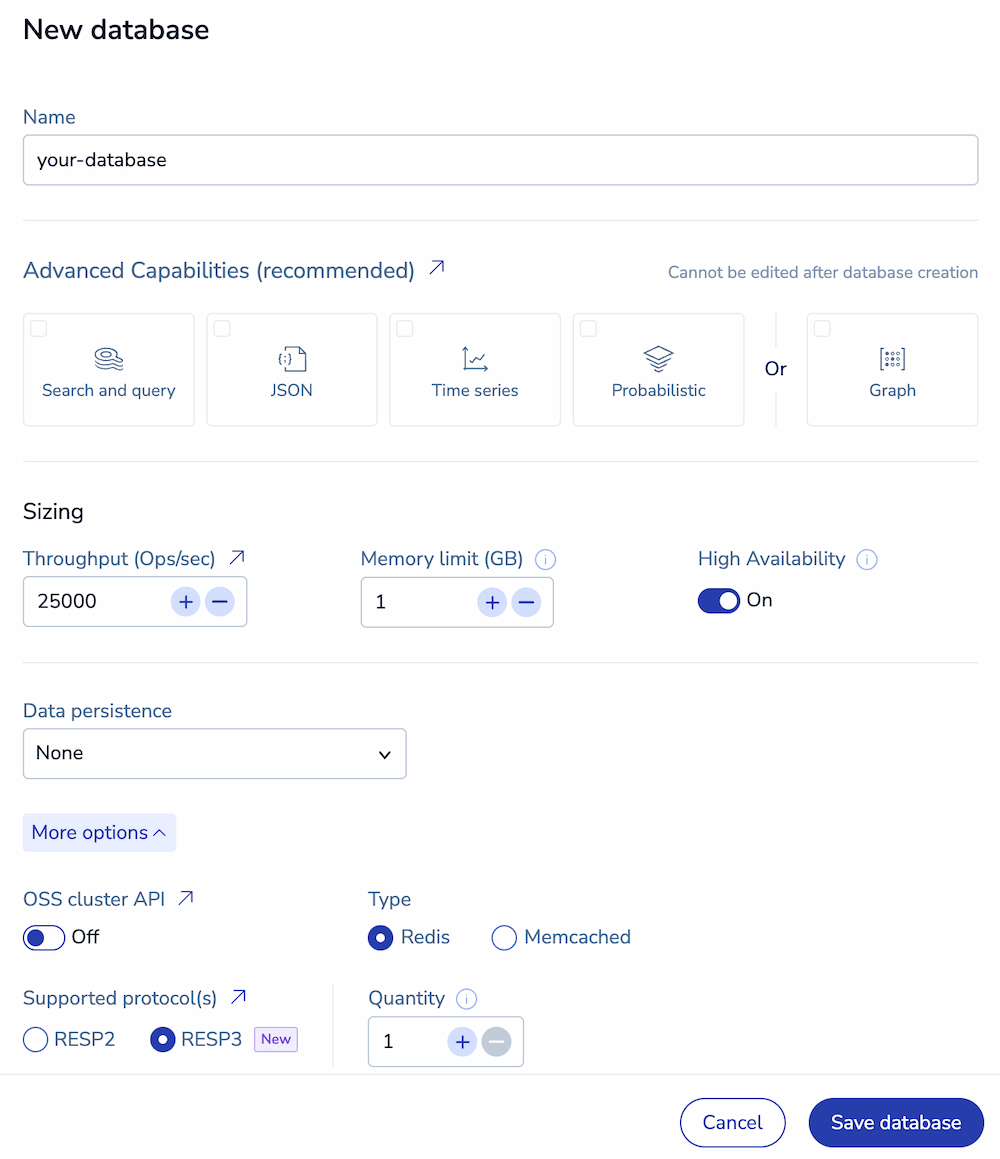 New database
Name
your-database
Advanced Capabilities (recommended)
Cannot be edited after database creation
Search and query
JSON
Time series
Probabilistic
Or
Graph
Sizing
Throughput (Ops/sec)
Memory limit (GB)
High Availability
25000
1
On
Data persistence
None
More options
OSS cluster API
Type
Off
Redis
Memcached
Supported protocol(s)
Quantity
RESP2
RESP3
New
1
Cancel
Save database